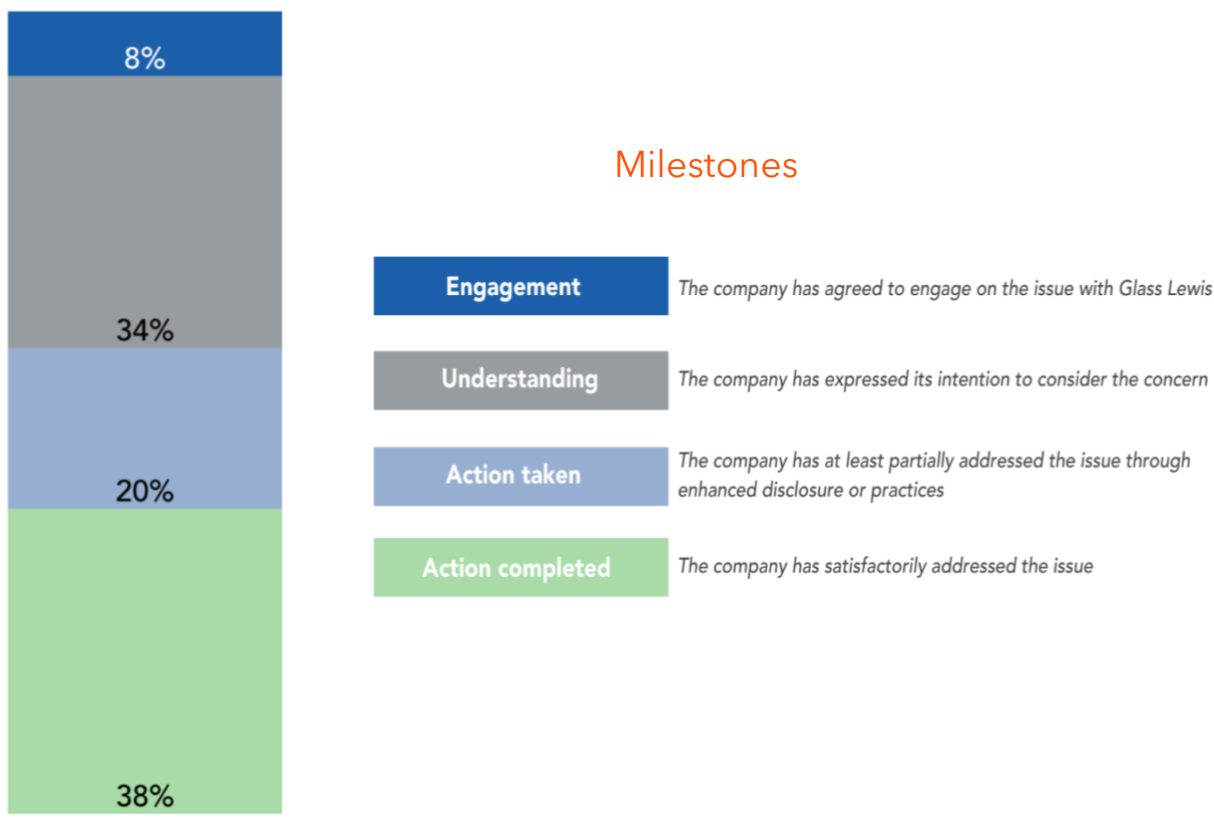 8%
34%
20%
38%
Milestones
Engagement
The company has agreed to engage on the issue with Glass Lewis
Understanding
The company has expressed its intention to consider the concern
Action taken
The company has at least partially addressed the issue through
enhanced disclosure or practices
Action completed
The company has satisfactorily addressed the issue